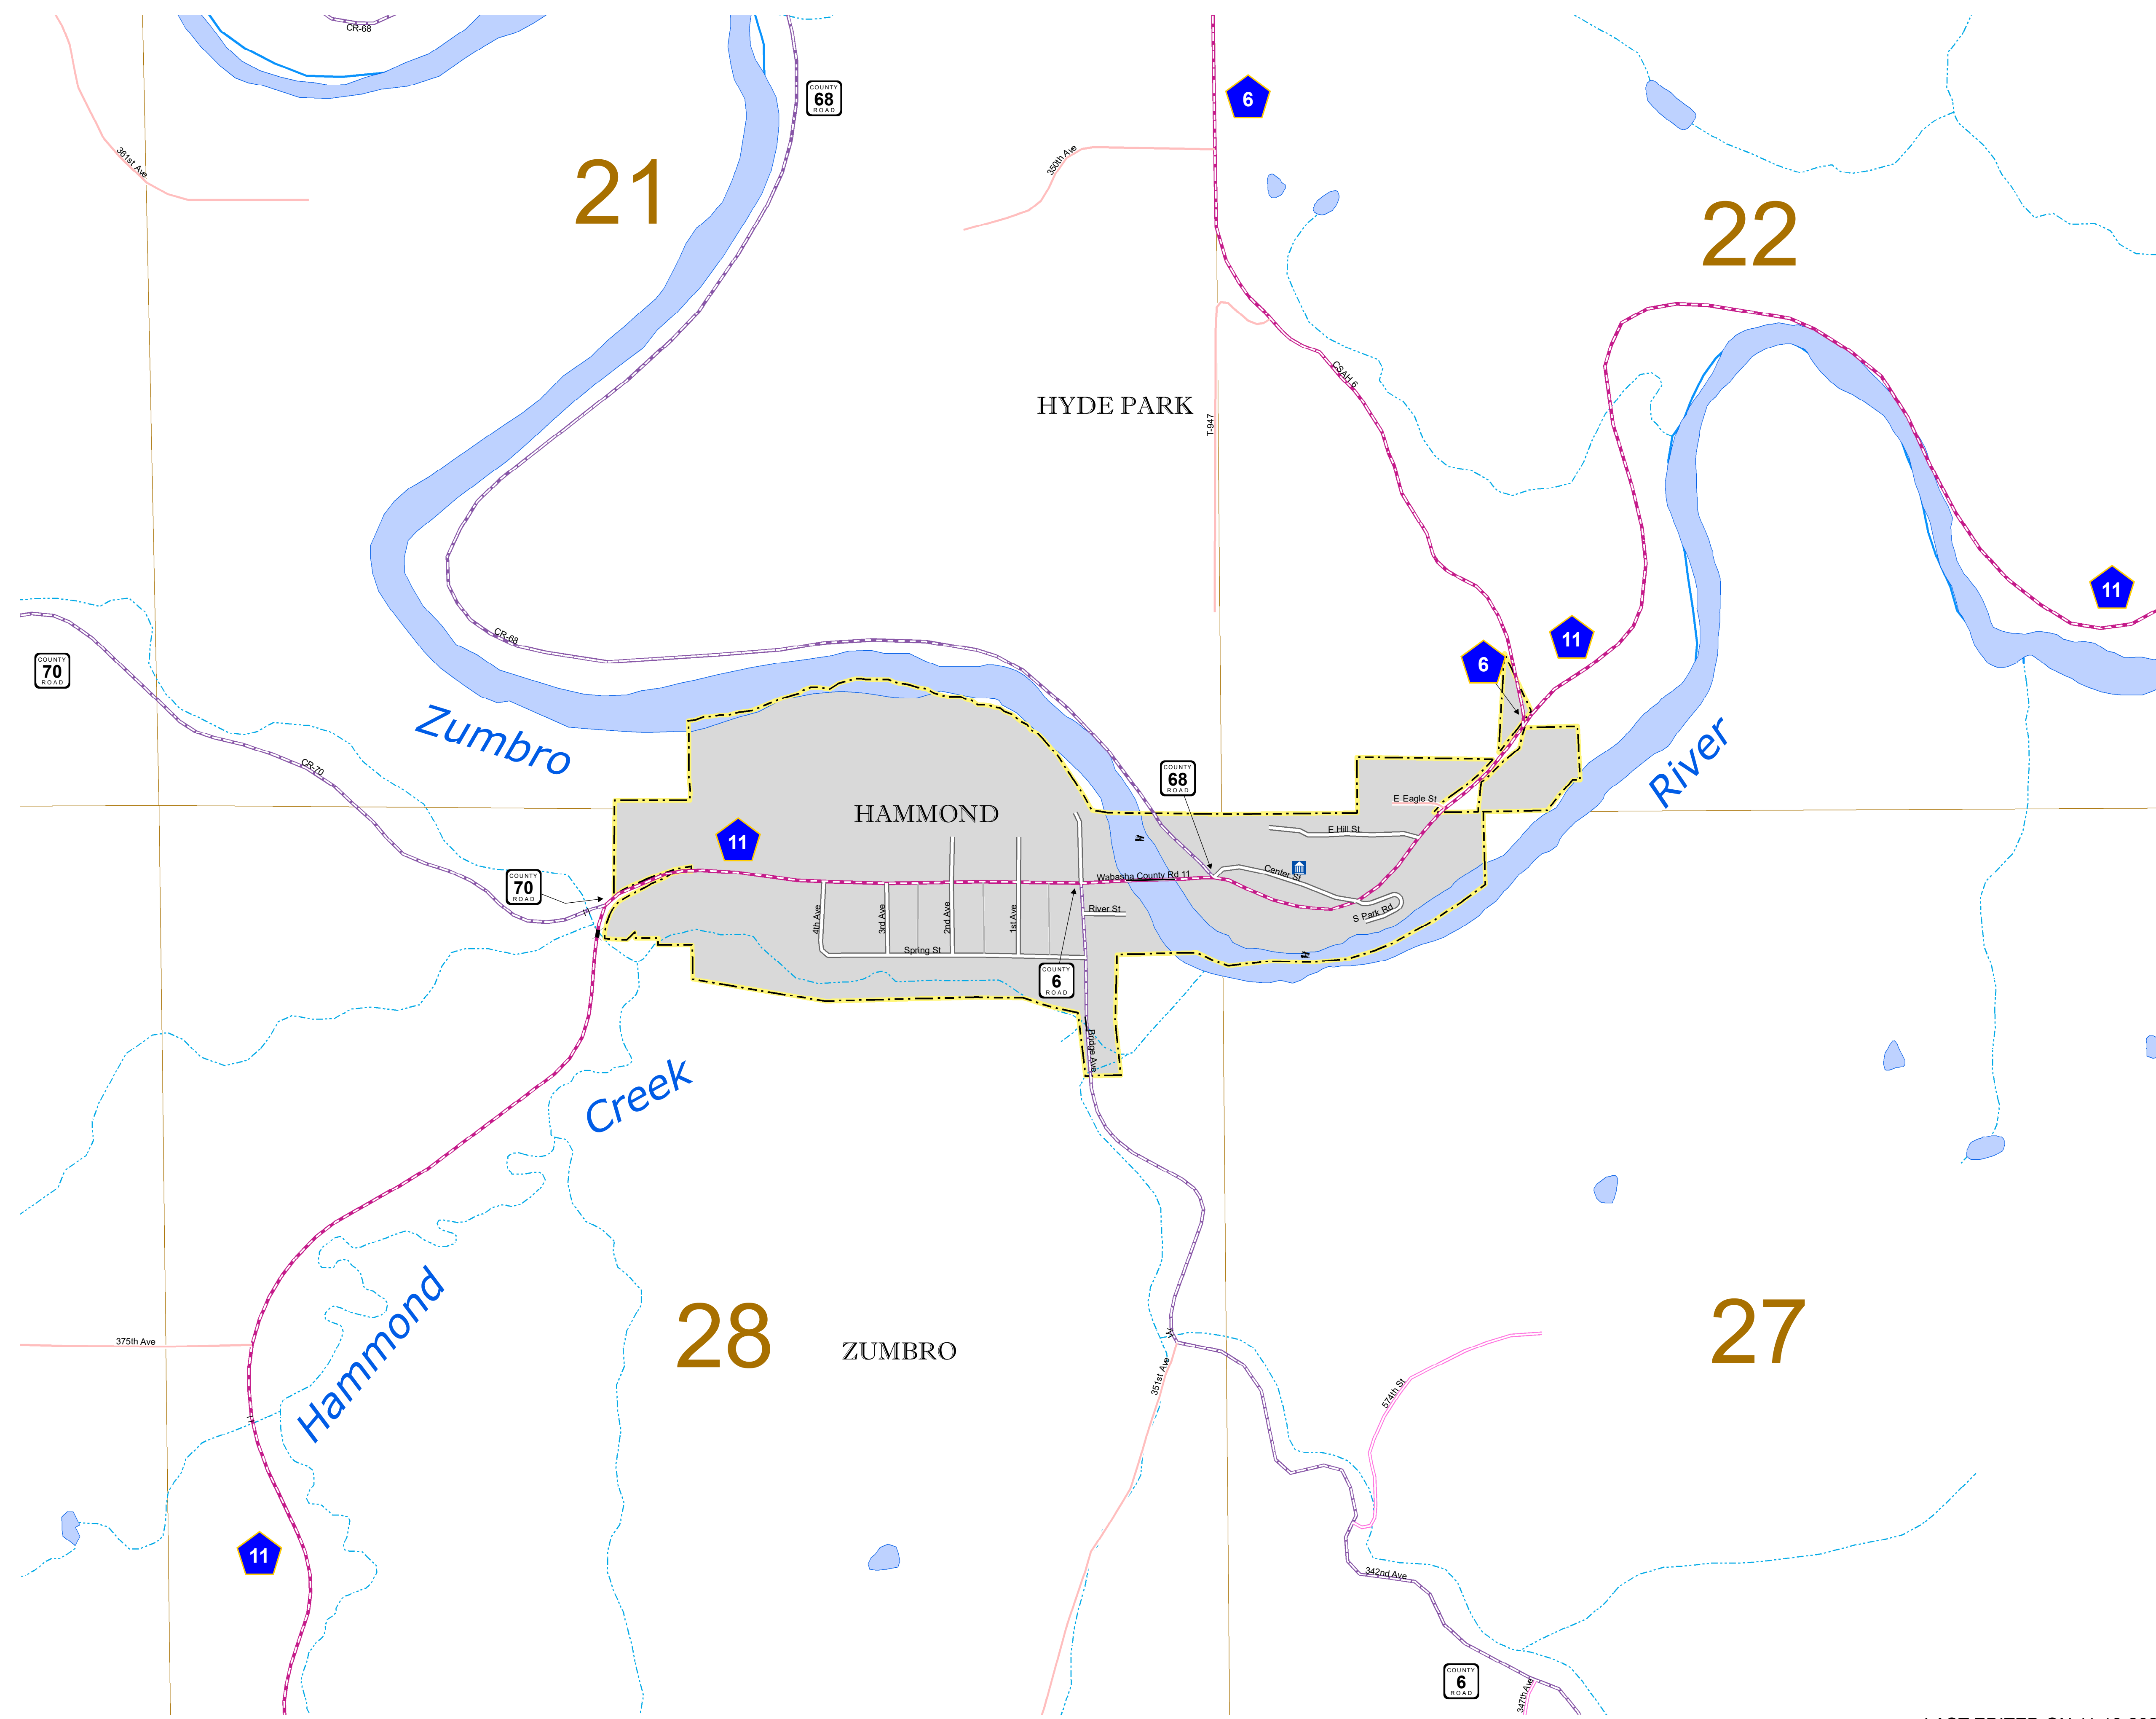 CR-68
COUNTY
68
ROAD
6
361st Ave
350th Ave
21
22
CSAH 6
HYDE PARK
T-947
11
CR-68
11
6
COUNTY
70
ROAD
Zumbro
River
CR-70
COUNTY
68
ROAD
E Eagle St
HAMMOND
11
E Hill St
Center St
Wabasha County Rd 11
COUNTY
70
ROAD
4th Ave
3rd Ave
2nd Ave
1st Ave
River St
S Park Rd
Spring St
COUNTY
6
ROAD
Bridge Ave
Creek
Hammond
375th Ave
28
ZUMBRO
27
351st Ave
574th St
11
342nd Ave
COUNTY
6
ROAD
347th Ave